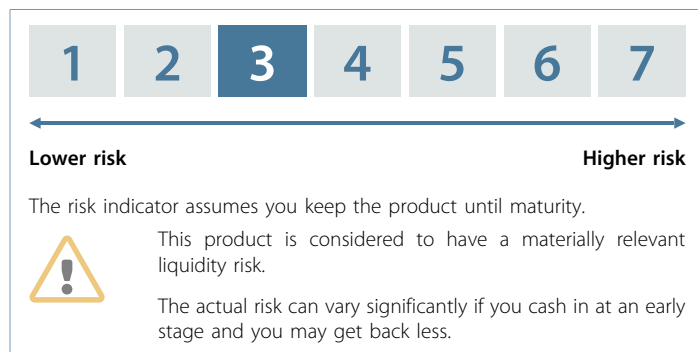 1 2 3 4 5 6 7
Lower risk Higher risk
The risk indicator assumes you keep the product until maturity.
This product is considered to have a materially relevant
liquidity risk.
The actual risk can vary significantly if you cash in at an early
stage and you may get back less.